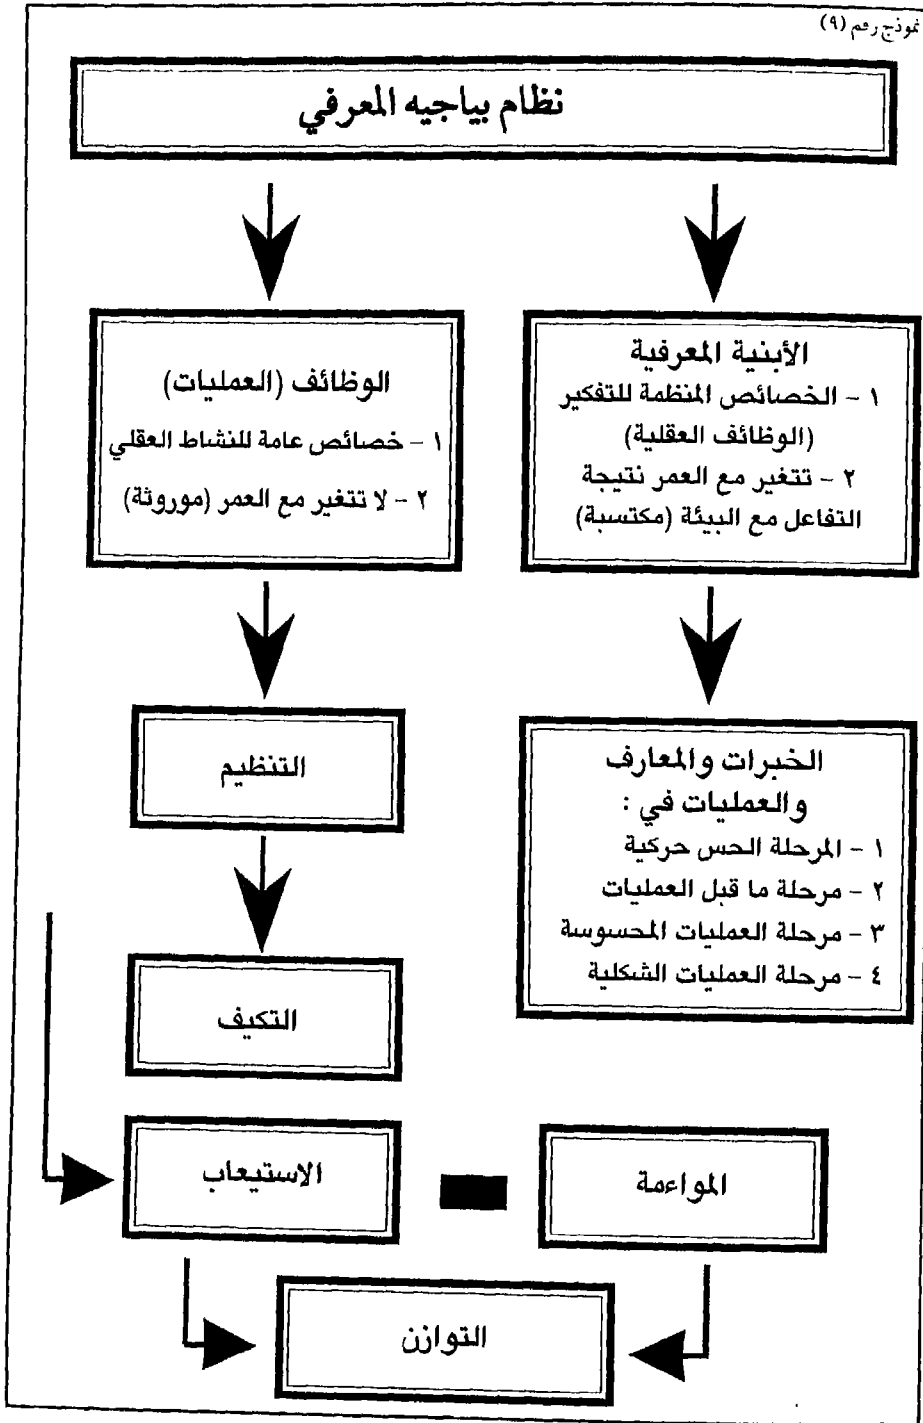 نموذج رقم (٩)
نظام بياجيه المعرفي
الأبنية المعرفية
١ - الخصائص المنظمة للتفكير
(الوظائف العقلية)
٢ - تتغير مع العمر نتيجة
التفاعل مع البيئة (مكتسبة)
الوظائف (العمليات)
١ - خصائص عامة للنشاط العقلي
٢ - لا تتغير مع العمر (موروثة)
الخبرات والمعارف
والعمليات في :
١ - المرحلة الحس حركية
٢ - مرحلة ما قبل العمليات
٣ - مرحلة العمليات المحسوسة
٤ - مرحلة العمليات الشكلية
التنظيم
التكيف
المواءمة
الاستيعاب
التوازن